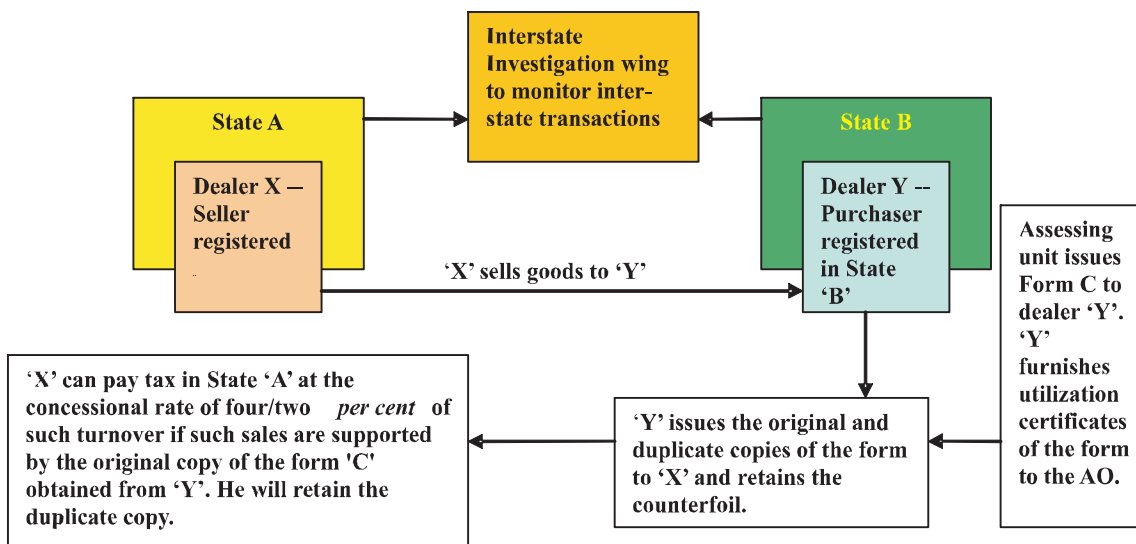 Interstate
Investigation wing
to monitor inter-
state transactions
State A
State B
Dealer X –
Seller
registered
..
Dealer Y --
Purchaser
registered
in State
‘B’
‘X’ sells goods to ‘Y’
Assessing
unit issues
Form C to
dealer ‘Y’.
‘Y’
furnishes
utilization
certificates
of the form
to the AO.
‘Y’ issues the original and
duplicate copies of the form
to ‘X’ and retains the
counterfoil.
‘X’ can pay tax in State ‘A’ at the
concessional rate of four/two per cent of
such turnover if such sales are supported
by the original copy of the form 'C'
obtained from ‘Y’. He will retain the
duplicate copy.